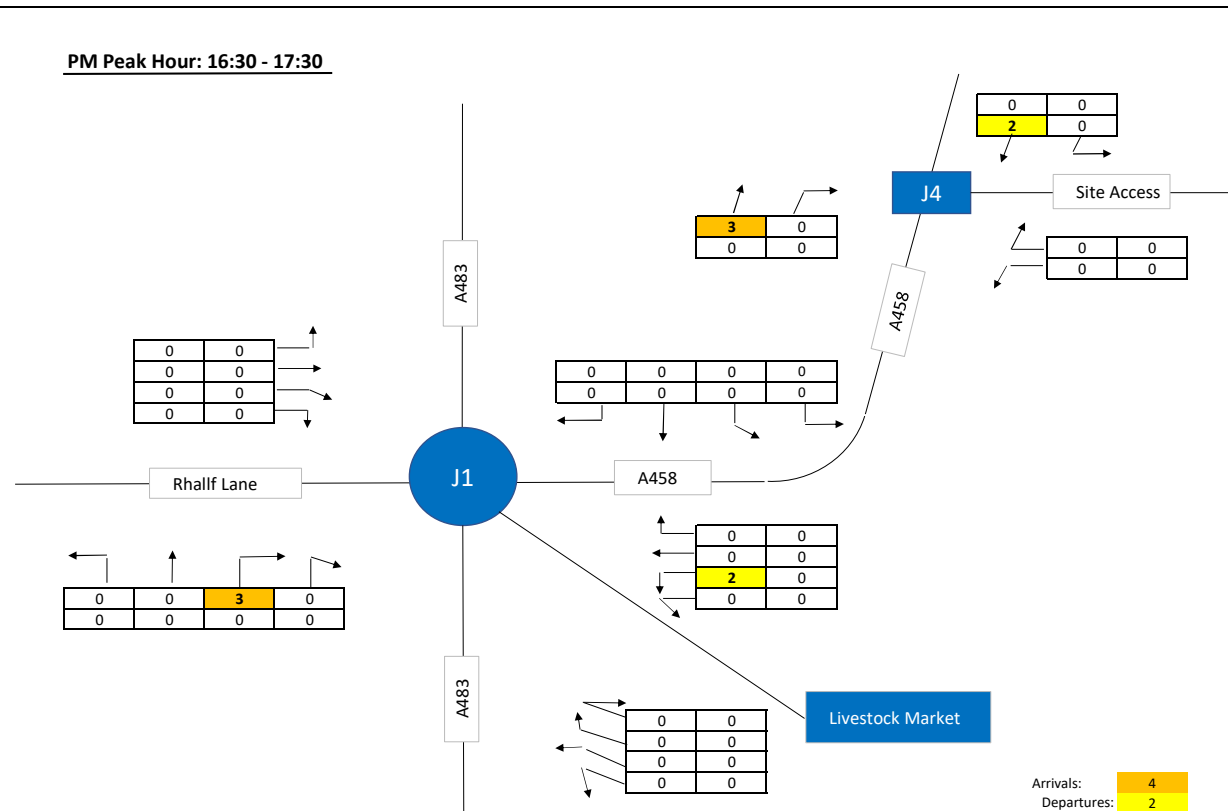 PM Peak Hour: 16:30 - 17:30
0 0
2 0
J4
Site Access
3 0
0 0
0 0
0 0
A483
A458
0 0
0 0
0 0
0 0
0 0 0 0
0 0 0 0
Rhallf Lane
J1
A458
0 0
0 0
2 0
0 0
0 0 3 0
0 0 0 0
A483
Livestock Market
0 0
0 0
0 0
0 0
Arrivals: 4
Departures: 2